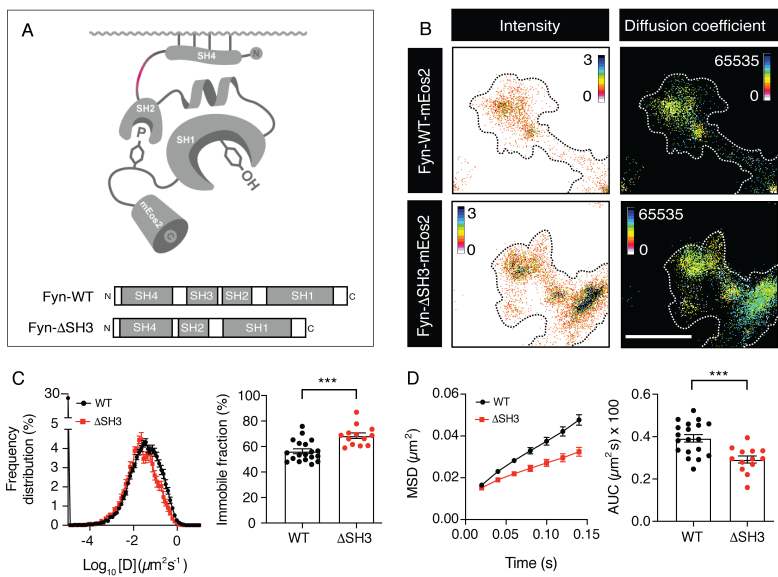 A
SH4
N
SH2
P
SH1
OH
mEos2
C
Fyn-WT
N
SH4
SH3
SH2
SH1
C
Fyn-ΔSH3
N
SH4
SH2
SH1
C
B
Intensity
Diffusion coefficient
Fyn-WT-mEos2
3
0
65535
0
Fyn-ΔSH3-mEos2
3
0
65535
0
C
Frequency
distribution (%)
30
5
5
4
3
2
1
0
-4
-2
0
Log10 [D] (µm²s⁻¹)
WT
ΔSH3
Immobile fraction (%)
100
80
60
40
20
0
***
WT
ΔSH3
D
MSD (µm²)
0.06
0.04
0.02
0.00
0.00
0.05
0.10
0.15
Time (s)
WT
ΔSH3
AUC (µm² s) x 100
0.6
0.4
0.2
0.0
***
WT
ΔSH3